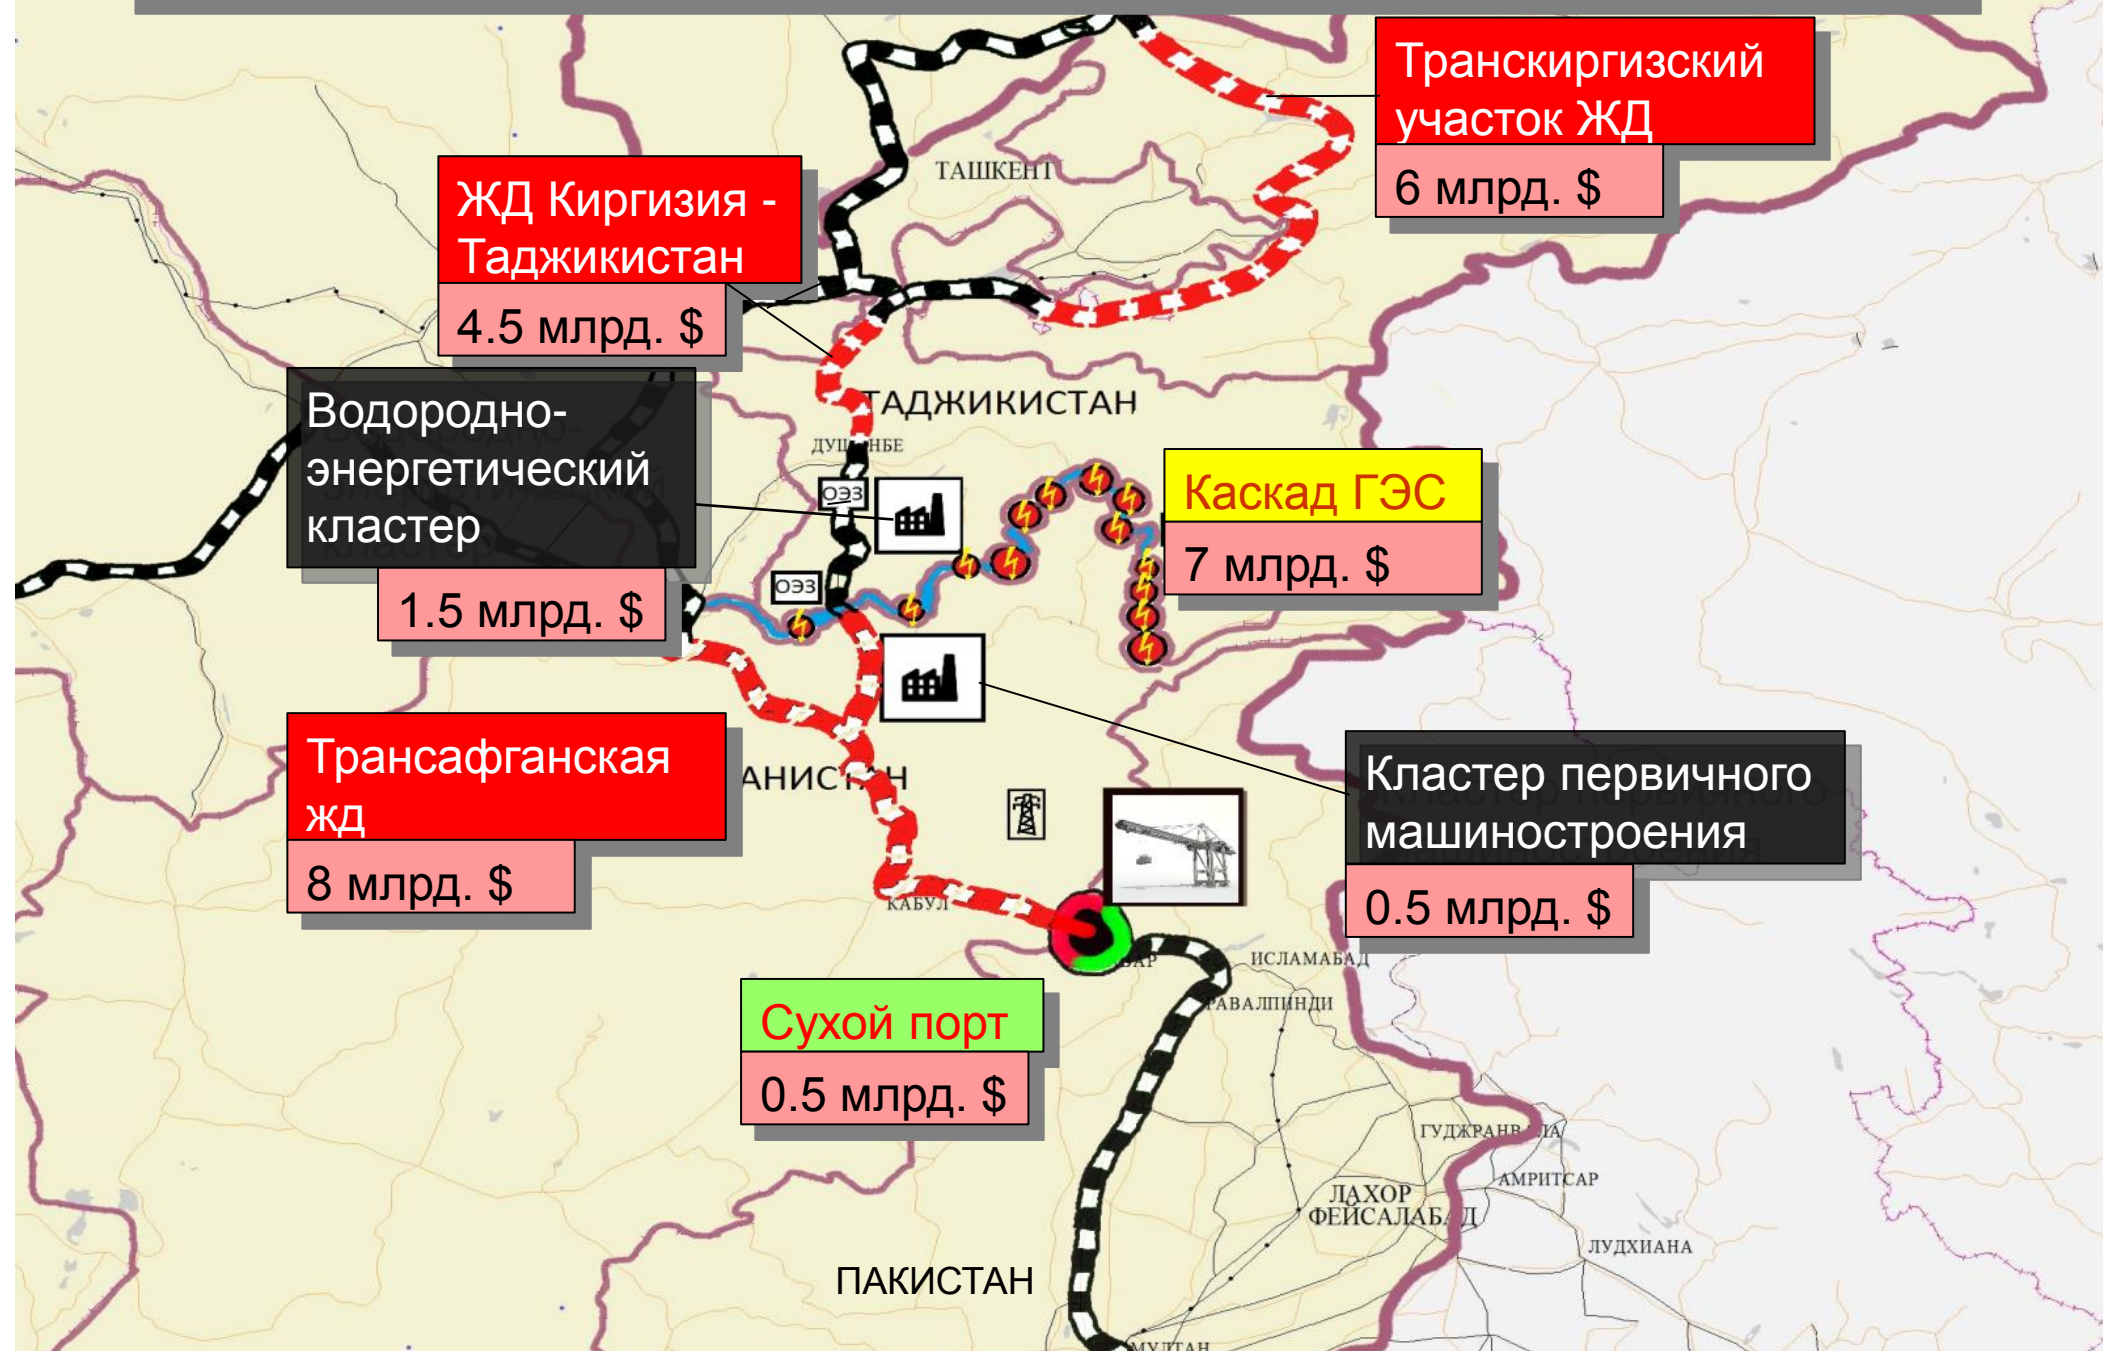 Транскиргизский
участок ЖД
6 млрд. $
ТАШКЕНТ
ЖД Киргизия -
Таджикистан
4.5 млрд. $
ТАДЖИКИСТАН
Водородно-
энергетический
кластер
1.5 млрд. $
ОЭЗ
Каскад ГЭС
7 млрд. $
ОЭЗ
Трансафганская
жд
8 млрд. $
Кластер первичного
машиностроения
0.5 млрд. $
КАБУЛ
ИСЛАМАБАД
РАВАЛПИНДИ
Сухой порт
0.5 млрд. $
ЛАХОР
АМРИТСАР
ФЕЙСАЛАБАД
ЛУДХИАНА
ПАКИСТАН